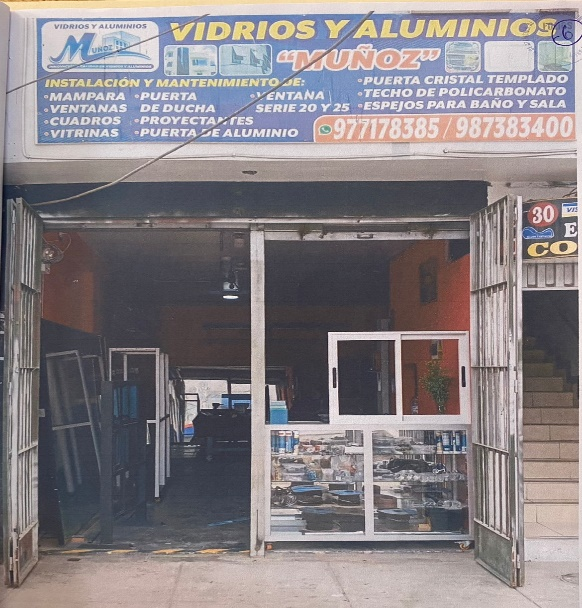 VIDRIOS Y ALUMINIOS
MUÑOZ
VIDRIOS Y ALUMINIOS
"MUÑOZ"
6
INSTALACIÓN Y MANTENIMIENTO DE:
•MAMPARA •PUERTA •VENTANA
•VENTANAS DE DUCHA SERIE 20 Y 25
•CUADROS •PROYECTANTES
•VITRINAS •PUERTA DE ALUMINIO
•PUERTA CRISTAL TEMPLADO
•TECHO DE POLICARBONATO
•ESPEJOS PARA BAÑO Y SALA
977178385 / 987383400
30
E
CO